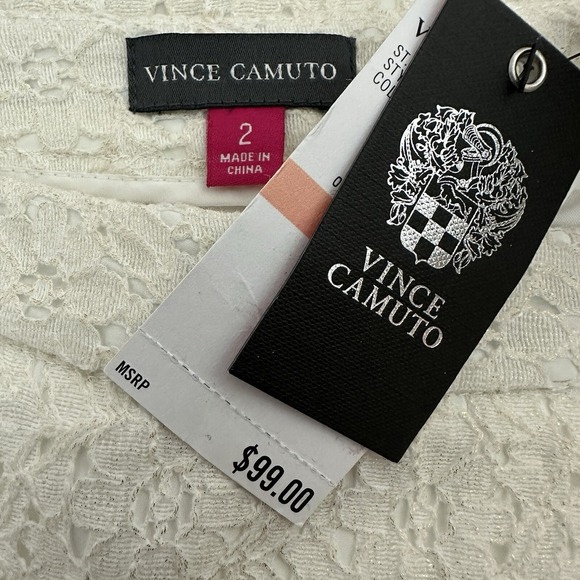 VINCE CAMUTO
2
MADE IN
CHINA
VINCE
CAMUTO
MSRP
$99.00